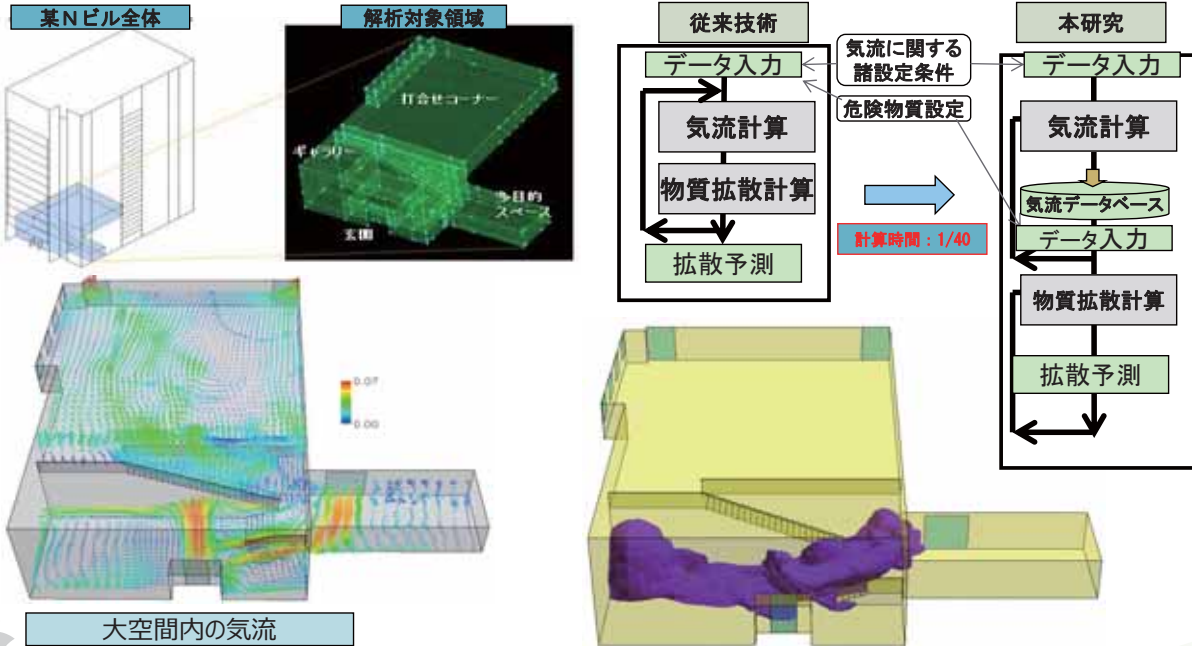 某Nビル全体
解析対象領域
打合せコーナー
ギャラリー
多目的
スペース
玄関
従来技術
データ入力
気流計算
物質拡散計算
拡散予測
気流に関する
諸設定条件
危険物質設定
計算時間：1/40
本研究
データ入力
気流計算
気流データベース
データ入力
物質拡散計算
拡散予測
0.07
0.00
大空間内の気流